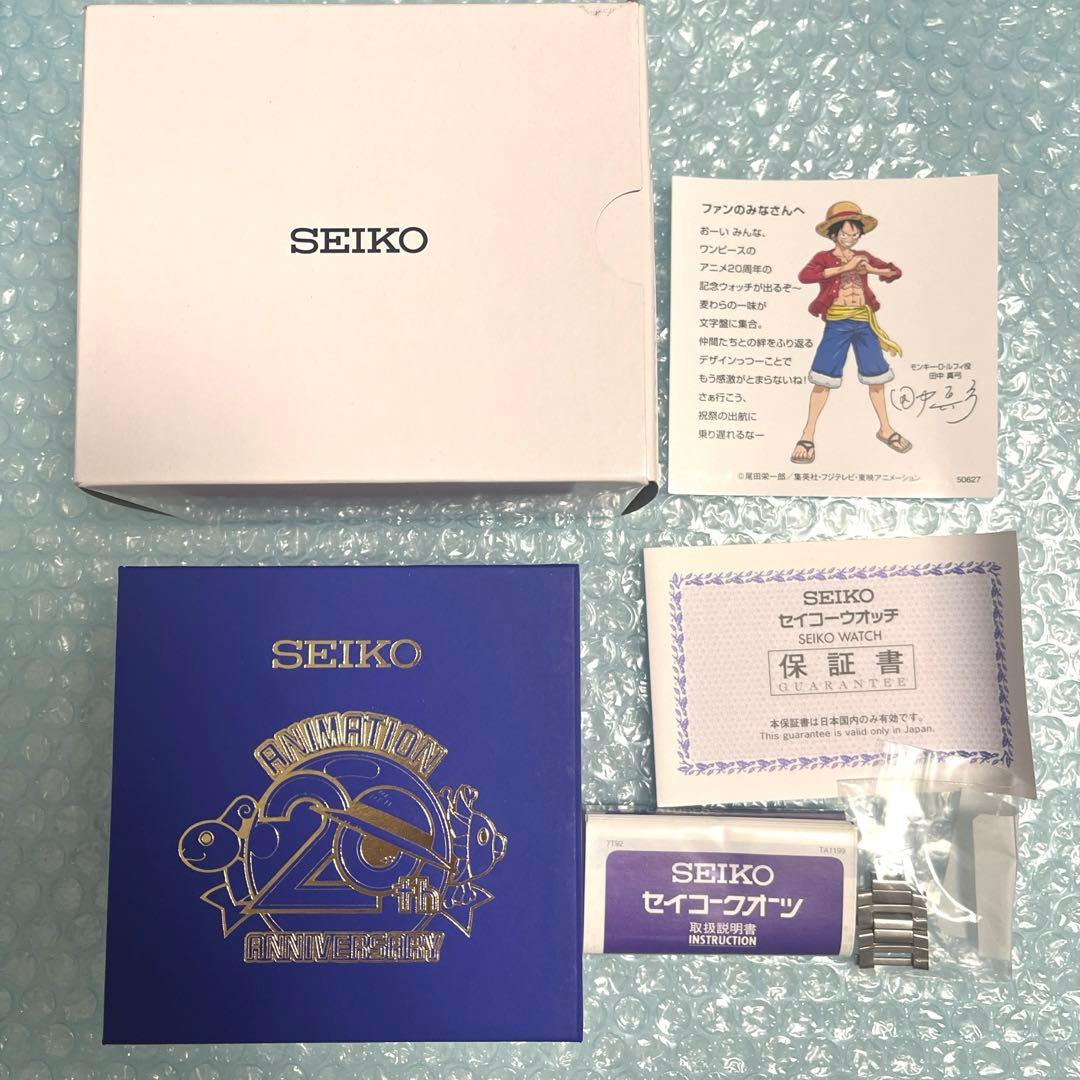 SEIKO
ファンのみなさんへ
おーい みんな、
ワンピースの
アニメ20周年の
記念ウォッチが出るぞ〜
麦わらの一味が
文字盤に集合。
仲間たちとの絆をふり返る
デザインっつーことで
もう感激がとまらないね!
さぁ行こう、
祝祭の出航に
乗り遅れるなー
モンキー・D・ルフィ役
田中 真弓
田中真弓
©尾田栄一郎/集英社・フジテレビ・東映アニメーション
50627
SEIKO
ANIMATION
20th
ANNIVERSARY
SEIKO
セイコーウオッチ
SEIKO WATCH
保証書
GUARANTEE
本保証書は日本国内のみ有効です。
This guarantee is valid only in Japan.
7T92
TA1199
SEIKO
セイコークオーツ
取扱説明書
INSTRUCTION